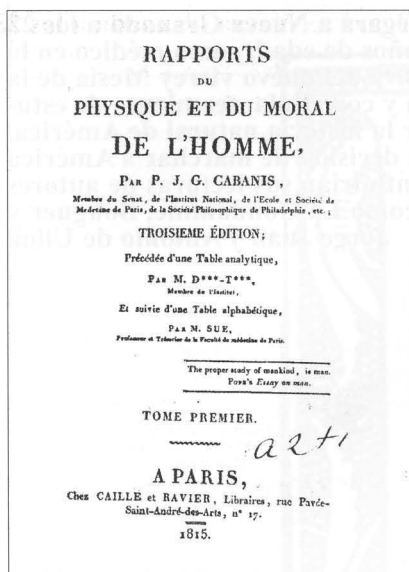 RAPPORTS
DU
PHYSIQUE ET DU MORAL
DE L'HOMME,
PAR P. J. G. CABANIS,
Membre du Sénat, de l'Institut National, de l'Ecole et Société de
Médecine de Paris, de la Société Philosophique de Philadelphie, etc.;
TROISIEME ÉDITION;
Précédée d'une Table analytique,
PAR M. D***-T***,
Membre de l'Institut,
Et suivie d'une Table alphabétique,
PAR M. SUE,
Professeur et Trésorier de la Faculté de médecine de Paris.
The proper study of mankind, is man.
POPE's Essay on man.
TOME PREMIER.
a 2+1
A PARIS,
Chez CAILLE et RAVIER, Libraires, rue Pavée-
Saint-André-des-Arts, n° 17.
1815.